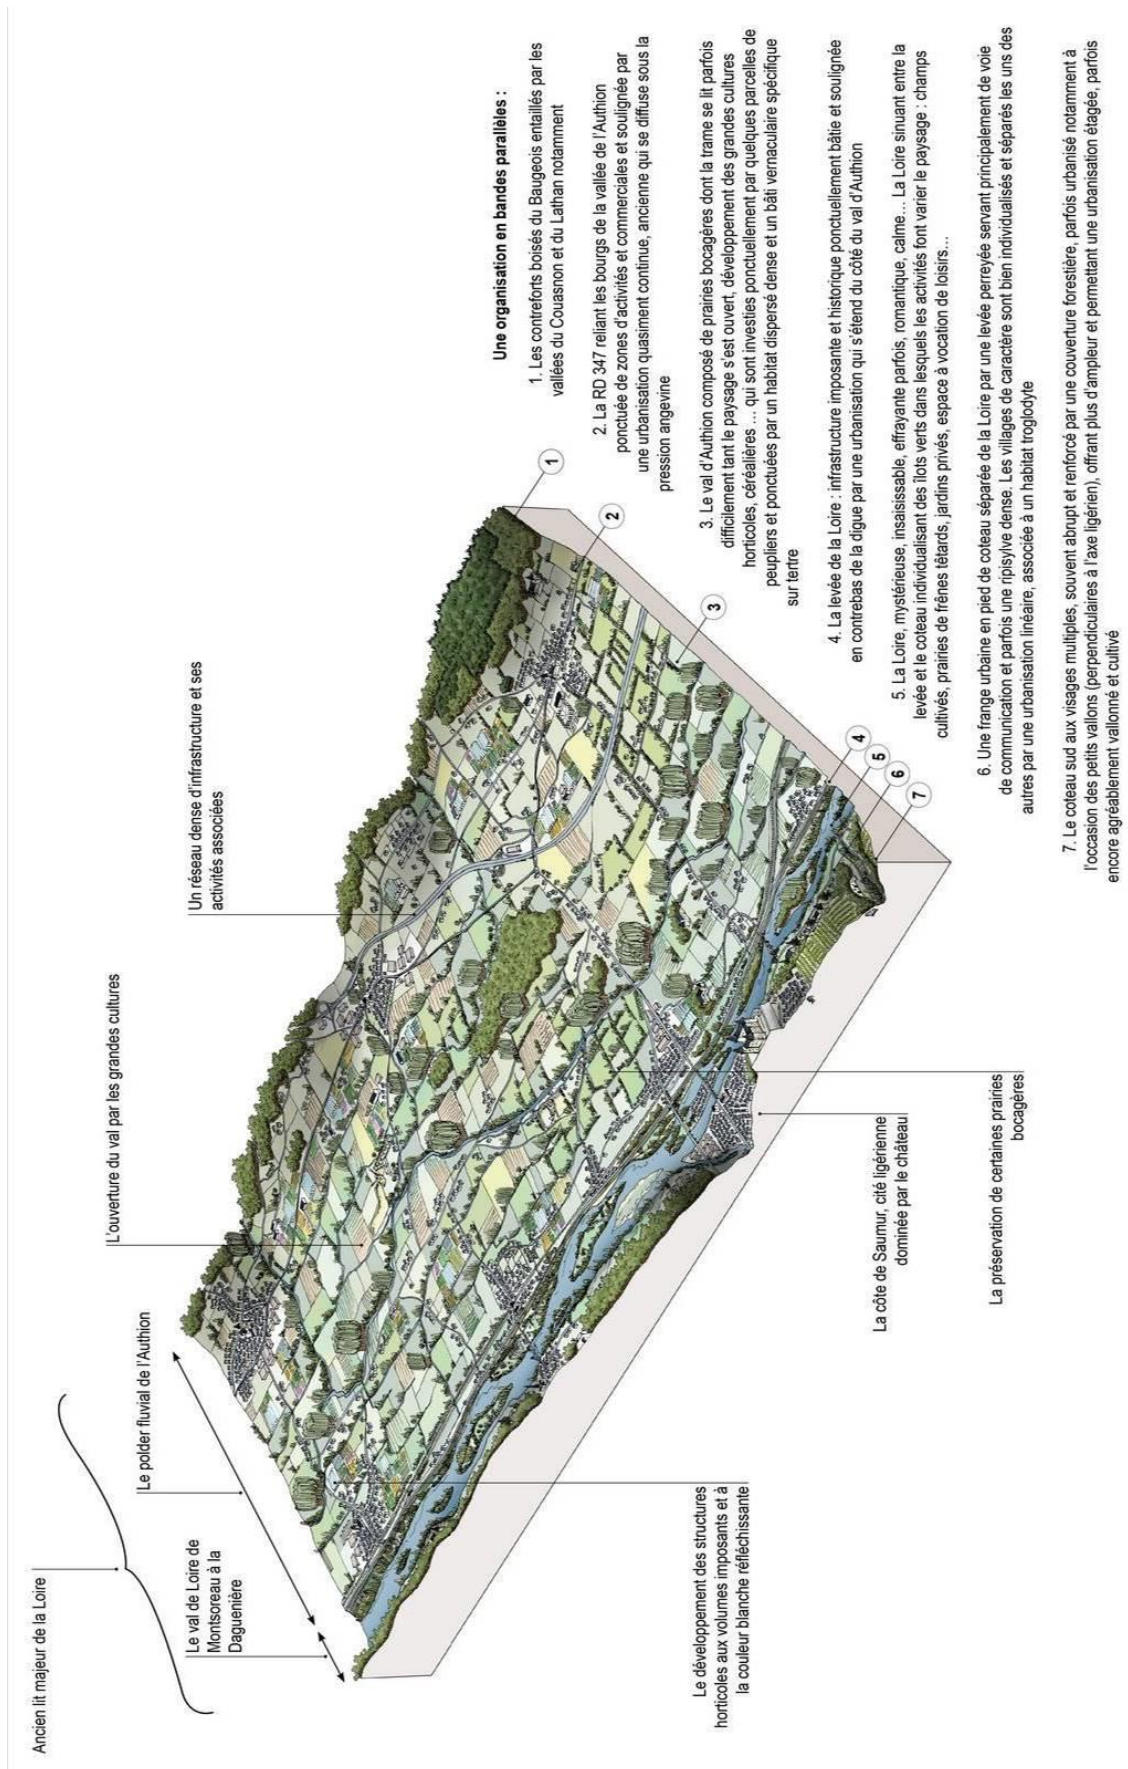 Ancien lit majeur de la Loire
Le val de Loire de
Montsoreau à la
Daguenière
Le polder fluvial de l'Authion
L'ouverture du val par les grandes cultures
Un réseau dense d'infrastructure et ses
activités associées
Le développement des structures
horticoles aux volumes imposants et à
la couleur blanche réfléchissante
La côte de Saumur, cité ligérienne
dominée par le château
La préservation de certaines prairies
bocagères
1
2
3
4
5
6
7
Une organisation en bandes parallèles :
1. Les contreforts boisés du Baugeois entaillés par les
vallées du Couasnon et du Lathan notamment
2. La RD 347 reliant les bourgs de la vallée de l'Authion
ponctuée de zones d'activités et commerciales et soulignée par
une urbanisation quasiment continue, ancienne qui se diffuse sous la
pression angevine
3. Le val d'Authion composé de prairies bocagères dont la trame se lit parfois
difficilement tant le paysage s'est ouvert, développement des grandes cultures
horticoles, céréalières … qui sont investies ponctuellement par quelques parcelles de
peupliers et ponctuées par un habitat dispersé dense et un bâti vernaculaire spécifique
sur tertre
4. La levée de la Loire : infrastructure imposante et historique ponctuellement bâtie et soulignée
en contrebas de la digue par une urbanisation qui s'étend du côté du val d'Authion
5. La Loire, mystérieuse, insaisissable, effrayante parfois, romantique, calme… La Loire sinuant entre la
levée et le coteau individualisant des îlots verts dans lesquels les activités font varier le paysage : champs
cultivés, prairies de frênes têtards, jardins privés, espace à vocation de loisirs…
6. Une frange urbaine en pied de coteau séparée de la Loire par une levée perreyée servant principalement de voie
de communication et parfois une ripisylve dense. Les villages de caractère sont bien individualisés et séparés les uns des
autres par une urbanisation linéaire, associée à un habitat troglodyte
7. Le coteau sud aux visages multiples, souvent abrupt et renforcé par une couverture forestière, parfois urbanisé notamment à
l'occasion des petits vallons (perpendiculaires à l'axe ligérien), offrant plus d'ampleur et permettant une urbanisation étagée, parfois
encore agréablement vallonné et cultivé